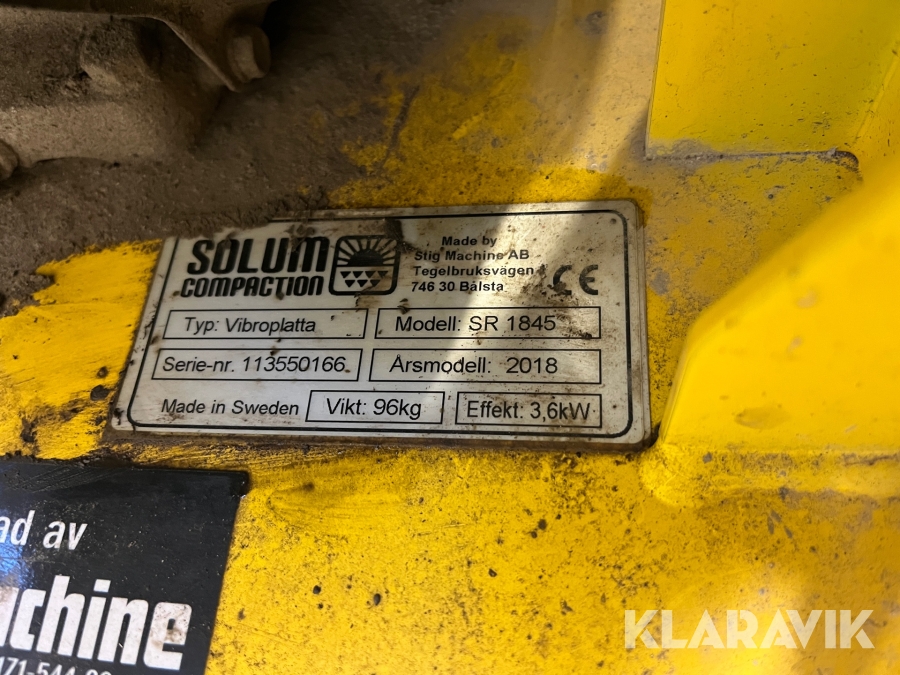 SOLUM
COMPACTION
Made by
Stig Machine AB
Tegelbruksvägen
746 30 Bålsta
CE
Typ: Vibroplatta
Modell: SR 1845
Serie-nr. 113550166
Årsmodell: 2018
Made in Sweden
Vikt: 96kg
Effekt: 3,6kW
ad av
achine
KLARAVIK